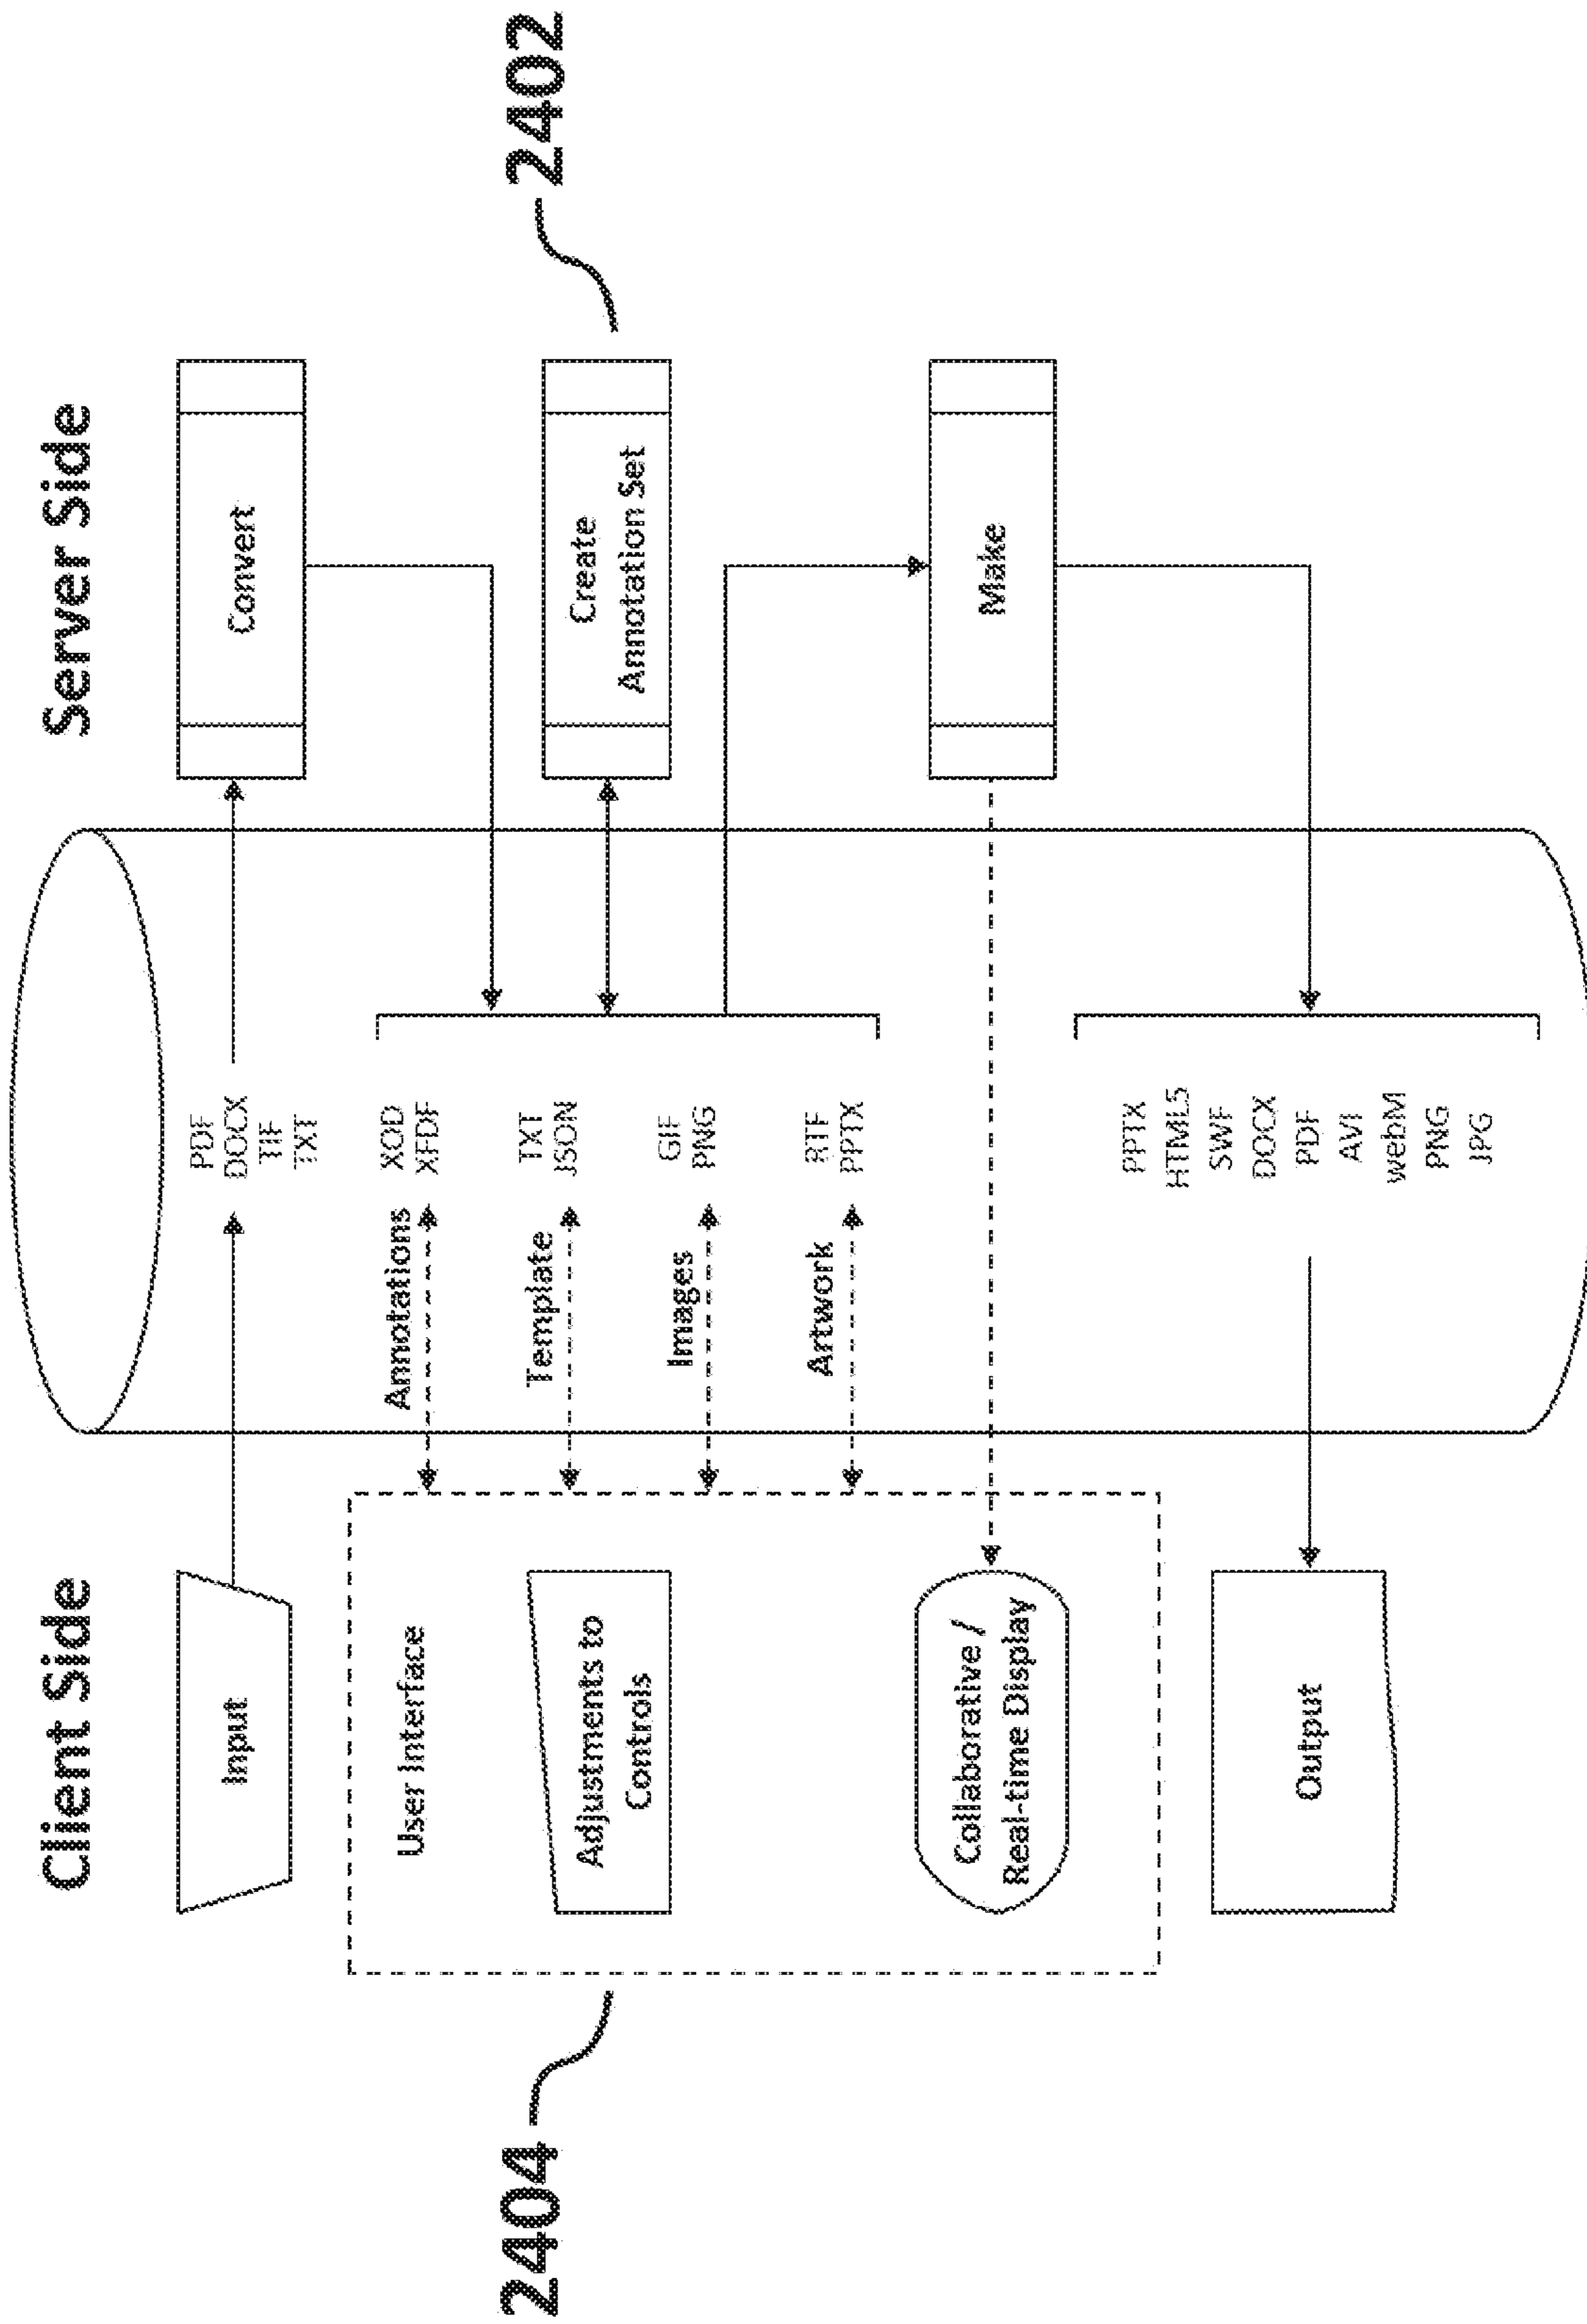 Client Side
Server Side
Input
PDF
DOCX
TIF
TXT
Convert
User Interface
Annotations
XOD
XFDF
2404
Adjustments to
Controls
Template
TXT
JSON
Create
Annotation Set
2402
Images
GIF
PNG
Artwork
RTF
PPTX
Collaborative /
Real-time Display
Make
Output
PPTX
HTML5
SWF
DOCX
PDF
AVI
webM
PNG
JPG